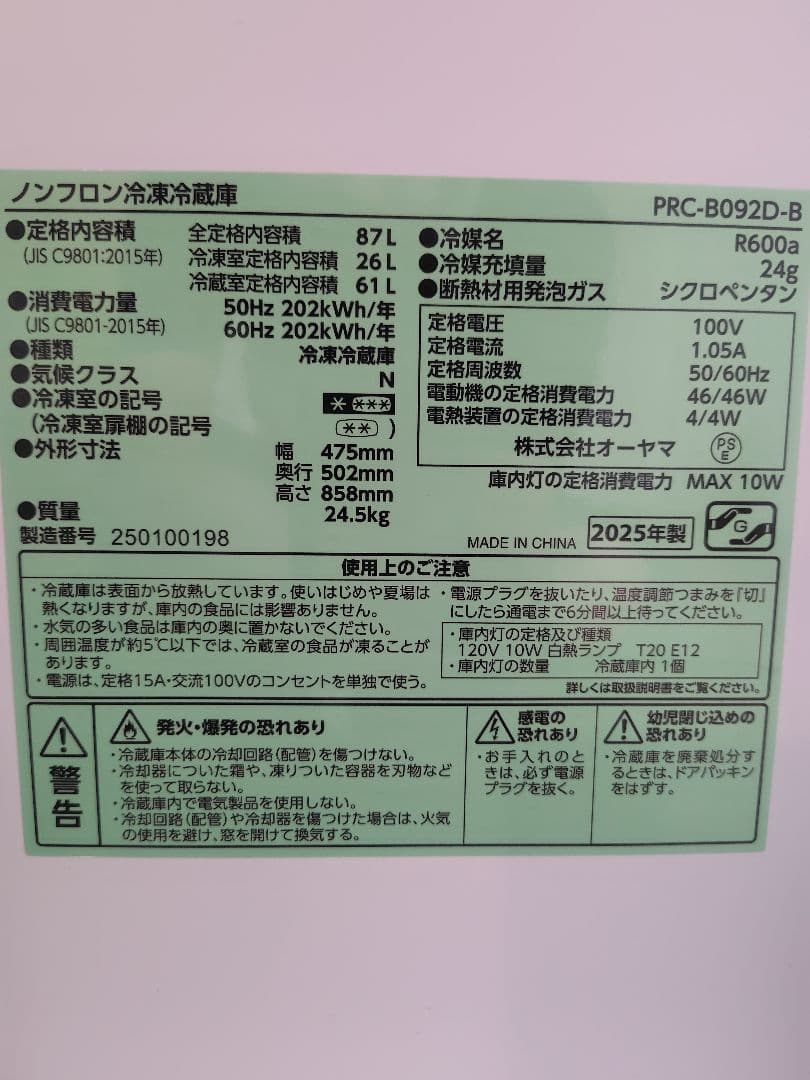 ノンフロン冷凍冷蔵庫
PRC-B092D-B
●定格内容積 全定格内容積 87L
(JIS C9801:2015年) 冷凍室定格内容積 26L
冷蔵室定格内容積 61L
●消費電力量 50Hz 202kWh/年
(JIS C9801-2015年) 60Hz 202kWh/年
●種類 冷凍冷蔵庫
●気候クラス N
●冷凍室の記号 * ***
(冷凍室扉棚の記号 ** )
●外形寸法 幅 475mm
奥行 502mm
高さ 858mm
●質量 24.5kg
製造番号 250100198
●冷媒名 R600a
●冷媒充填量 24g
●断熱材用発泡ガス シクロペンタン
定格電圧 100V
定格電流 1.05A
定格周波数 50/60Hz
電動機の定格消費電力 46/46W
電熱装置の定格消費電力 4/4W
株式会社オーヤマ PSE
庫内灯の定格消費電力 MAX 10W
MADE IN CHINA 2025年製 G
使用上のご注意
・冷蔵庫は表面から放熱しています。使いはじめや夏場は
熱くなりますが、庫内の食品には影響ありません。
・水気の多い食品は庫内の奥に置かないでください。
・周囲温度が約5℃以下では、冷蔵室の食品が凍ることが
あります。
・電源は、定格15A・交流100Vのコンセントを単独で使う。
・電源プラグを抜いたり、温度調節つまみを「切」
にしたら通電まで6分間以上待ってください。
・庫内灯の定格及び種類
120V 10W 白熱ランプ T20 E12
・庫内灯の数量 冷蔵庫内 1個
詳しくは取扱説明書をご覧ください。
警告
発火・爆発の恐れあり
・冷蔵庫本体の冷却回路(配管)を傷つけない。
・冷却器についた霜や、凍りついた容器を刃物など
を使って取らない。
・冷蔵庫内で電気製品を使用しない。
・冷却回路(配管)や冷却器を傷つけた場合は、火気
の使用を避け、窓を開けて換気する。
感電の
恐れあり
・お手入れのと
きは、必ず電源
プラグを抜く。
幼児閉じ込めの
恐れあり
・冷蔵庫を廃棄処分す
るときは、ドアパッキン
をはずす。